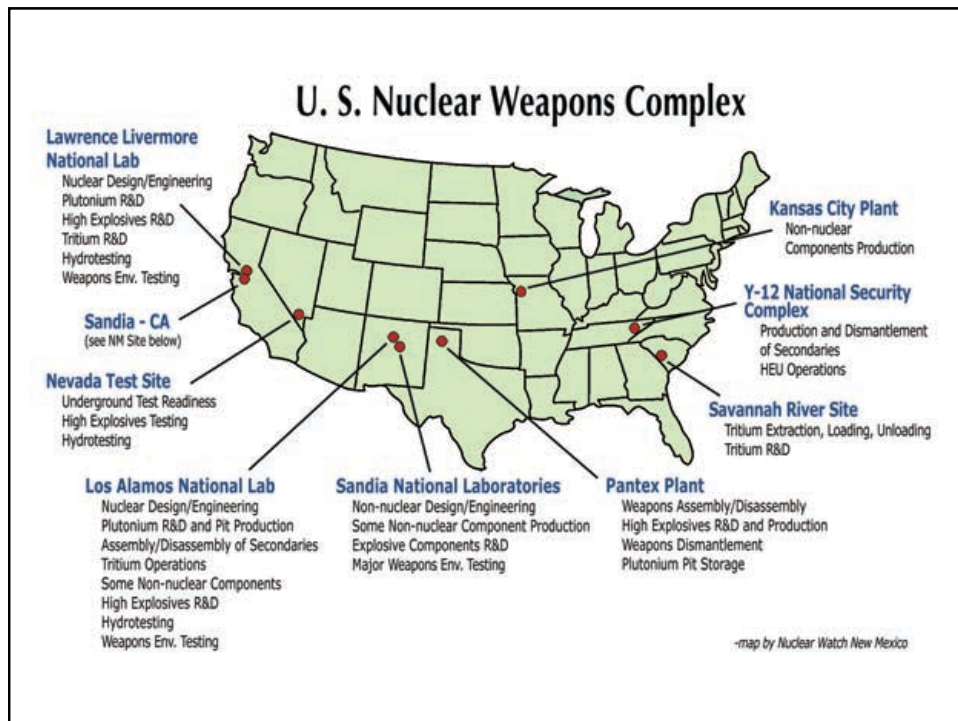 U. S. Nuclear Weapons Complex
Lawrence Livermore
National Lab
Nuclear Design/Engineering
Plutonium R&D
High Explosives R&D
Tritium R&D
Hydrotesting
Weapons Env. Testing
Sandia - CA
(see NM Site below)
Nevada Test Site
Underground Test Readiness
High Explosives Testing
Hydrotesting
Los Alamos National Lab
Nuclear Design/Engineering
Plutonium R&D and Pit Production
Assembly/Disassembly of Secondaries
Tritium Operations
Some Non-nuclear Components
High Explosives R&D
Hydrotesting
Weapons Env. Testing
Sandia National Laboratories
Non-nuclear Design/Engineering
Some Non-nuclear Component Production
Explosive Components R&D
Major Weapons Env. Testing
Pantex Plant
Weapons Assembly/Disassembly
High Explosives R&D and Production
Weapons Dismantlement
Plutonium Pit Storage
Kansas City Plant
Non-nuclear
Components Production
Y-12 National Security
Complex
Production and Dismantlement
of Secondaries
HEU Operations
Savannah River Site
Tritium Extraction, Loading, Unloading
Tritium R&D
-map by Nuclear Watch New Mexico